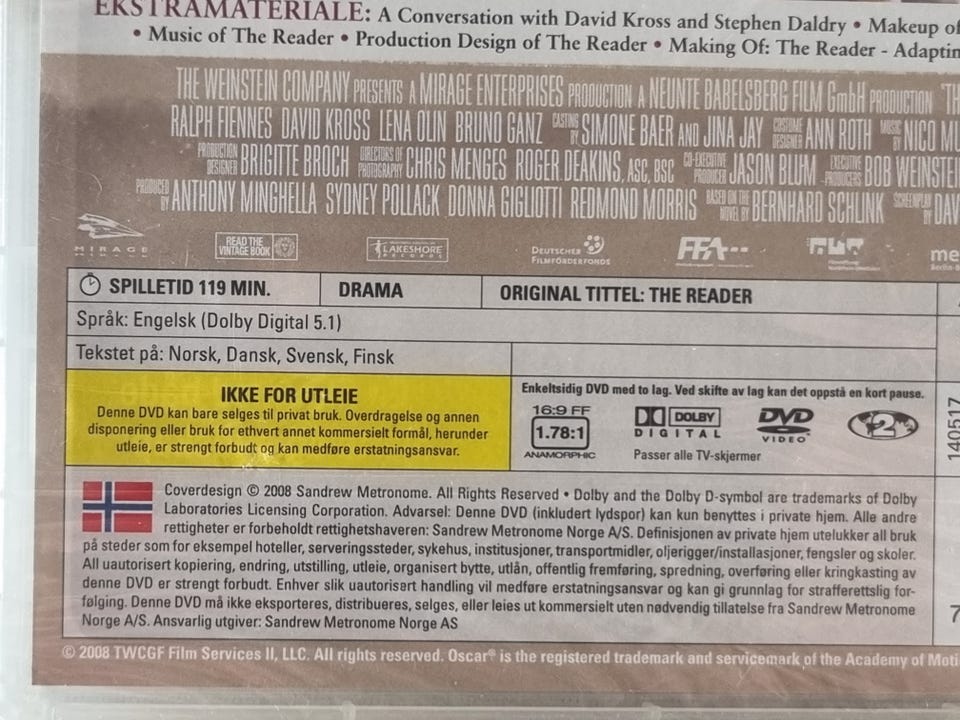 EKSTRAMATERIALE: A Conversation with David Kross and Stephen Daldry • Makeup of
• Music of The Reader • Production Design of The Reader • Making Of: The Reader - Adaptin
THE WEINSTEIN COMPANY PRESENTS A MIRAGE ENTERPRISES PRODUCTION A NEUNTE BABELSBERG FILM GmbH PRODUCTION "TH
RALPH FIENNES DAVID KROSS LENA OLIN BRUNO GANZ CASTING BY SIMONE BAER AND JINA JAY COSTUME DESIGNER ANN ROTH MUSIC BY NICO MU
PRODUCTION DESIGNER BRIGITTE BROCH DIRECTORS OF PHOTOGRAPHY CHRIS MENGES ROGER DEAKINS, ASC, BSC CO-EXECUTIVE PRODUCER JASON BLUM EXECUTIVE PRODUCERS BOB WEINSTEI
PRODUCED BY ANTHONY MINGHELLA SYDNEY POLLACK DONNA GIGLIOTTI REDMOND MORRIS BASED ON THE NOVEL BY BERNHARD SCHLINK SCREENPLAY BY DAV
MIRAGE
READ THE VINTAGE BOOK
LAKESHORE RECORDS
DEUTSCHER FILMFÖRDERFONDS
FFA
me
Berlin-B
SPILLETID 119 MIN. DRAMA ORIGINAL TITTEL: THE READER
Språk: Engelsk (Dolby Digital 5.1)
Tekstet på: Norsk, Dansk, Svensk, Finsk
IKKE FOR UTLEIE
Denne DVD kan bare selges til privat bruk. Overdragelse og annen
disponering eller bruk for ethvert annet kommersielt formål, herunder
utleie, er strengt forbudt og kan medføre erstatningsansvar.
Enkeltsidig DVD med to lag. Ved skifte av lag kan det oppstå en kort pause.
16:9 FF
1.78:1
ANAMORPHIC
DOLBY
DIGITAL
DVD
VIDEO
2
Passer alle TV-skjermer
140517
Coverdesign © 2008 Sandrew Metronome. All Rights Reserved • Dolby and the Dolby D-symbol are trademarks of Dolby
Laboratories Licensing Corporation. Advarsel: Denne DVD (inkludert lydspor) kan kun benyttes i private hjem. Alle andre
rettigheter er forbeholdt rettighetshaveren: Sandrew Metronome Norge A/S. Definisjonen av private hjem utelukker all bruk
på steder som for eksempel hoteller, serveringssteder, sykehus, institusjoner, transportmidler, oljerigger/installasjoner, fengsler og skoler.
All uautorisert kopiering, endring, utstilling, utleie, organisert bytte, utlån, offentlig fremføring, spredning, overføring eller kringkasting av
denne DVD er strengt forbudt. Enhver slik uautorisert handling vil medføre erstatningsansvar og kan gi grunnlag for strafferettslig for-
følging. Denne DVD må ikke eksporteres, distribueres, selges, eller leies ut kommersielt uten nødvendig tillatelse fra Sandrew Metronome
Norge A/S. Ansvarlig utgiver: Sandrew Metronome Norge AS
7
© 2008 TWCGF Film Services II, LLC. All rights reserved. Oscar® is the registered trademark and servicemark of the Academy of Moti